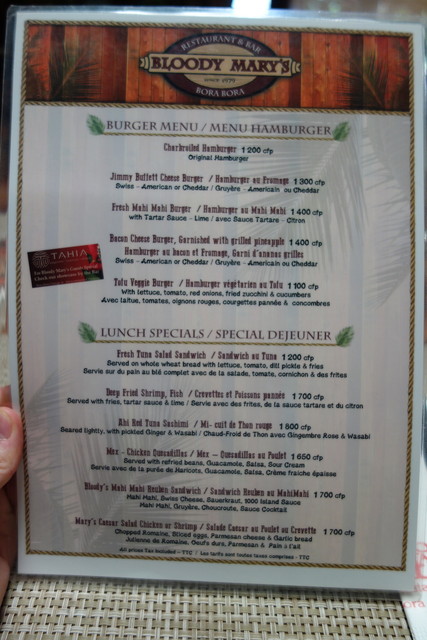 RESTAURANT & BAR
BLOODY MARY'S
SINCE 1979
BORA BORA
BURGER MENU / MENU HAMBURGER
Charbroiled Hamburger 1 200 cfp
Original Hamburger
Jimmy Buffett Cheese Burger / Hamburger au Fromage 1 300 cfp
Swiss - American or Cheddar / Gruyère - Américain ou Cheddar
Fresh Mahi Mahi Burger / Hamburger au Mahi Mahi 1 400 cfp
with Tartar Sauce - Lime / avec Sauce Tartare - Citron
Bacon Cheese Burger, Garnished with grilled pineapple 1 400 cfp
Hamburger au bacon et Fromage, Garni d'ananas grilles
Swiss - American or Cheddar / Gruyère - Américain ou Cheddar
TAHIA
Tofu Veggie Burger / Hamburger végétarien au Tofu 1 100 cfp
With lettuce, tomato, red onions, fried zucchini & cucumbers
Avec laitue, tomates, oignons rouges, courgettes pannée & concombres
LUNCH SPECIALS / SPECIAL DEJEUNER
Fresh Tuna Salad Sandwich / Sandwich au Tuna 1 200 cfp
Served on whole wheat bread with lettuce, tomato, dill pickle & fries
Servie sur du pain au blé complet avec de la salade, tomate, cornichon & des frites
Deep Fried Shrimp, Fish / Crevettes et Poissons pannés 1 700 cfp
Served with fries, tartar sauce & lime / Servie avec des frites, de la sauce tartare et du citron
Ahi Red Tuna Sashimi / Mi-cuit de Thon rouge 1 800 cfp
Seared lightly, with pickled Ginger & Wasabi / Chaud-Froid de Thon avec Gingembre Rose & Wasabi
Mex - Chicken Quesadillas / Mex - Quesadillas au Poulet 1 650 cfp
Served with refried beans, Guacamole, Salsa, Sour Cream
Servie avec de la purée de Haricots, Guacamole, Salsa, Crème fraîche épaisse
Bloody's Mahi Mahi Reuben Sandwich / Sandwich Reuben au MahiMahi 1 700 cfp
Mahi Mahi, Swiss Cheese, Sauerkraut, 1000 Island Sauce
Mahi Mahi, Gruyère, Choucroute, Sauce Cocktail
Mary's Caesar Salad Chicken or Shrimp / Salade Caesar au Poulet ou Crevette 1 700 cfp
Chopped Romaine, Sliced eggs, Parmesan cheese & Garlic bread
Julienne de Romaine, Oeufs durs, Parmesan & Pain à l'ail
All prices Tax Included - TTC / Les tarifs sont toutes taxes comprises - TTC